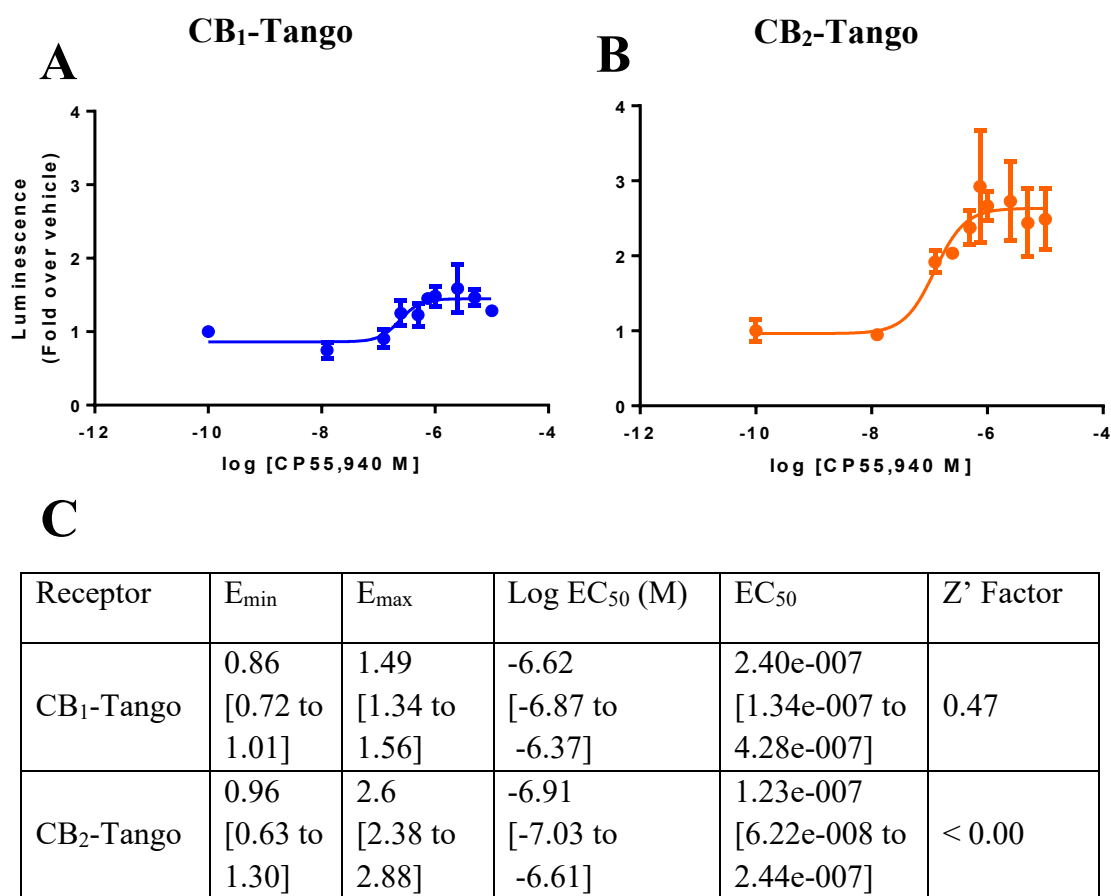 CB₁-Tango
CB₂-Tango
A
B
Luminescence
(Fold over vehicle)
4
3
2
1
0
-12 -10 -8 -6 -4
log [CP55,940 M]
4
3
2
1
0
-12 -10 -8 -6 -4
log [CP55,940 M]
C
Receptor Eₘᵢₙ Eₘₐₓ Log EC₅₀ (M) EC₅₀ Z’ Factor
0.86 1.49 -6.62 2.40e-007
CB₁-Tango [0.72 to [1.34 to [-6.87 to [1.34e-007 to 0.47
1.01] 1.56] -6.37] 4.28e-007]
0.96 2.6 -6.91 1.23e-007
CB₂-Tango [0.63 to [2.38 to [-7.03 to [6.22e-008 to < 0.00
1.30] 2.88] -6.61] 2.44e-007]